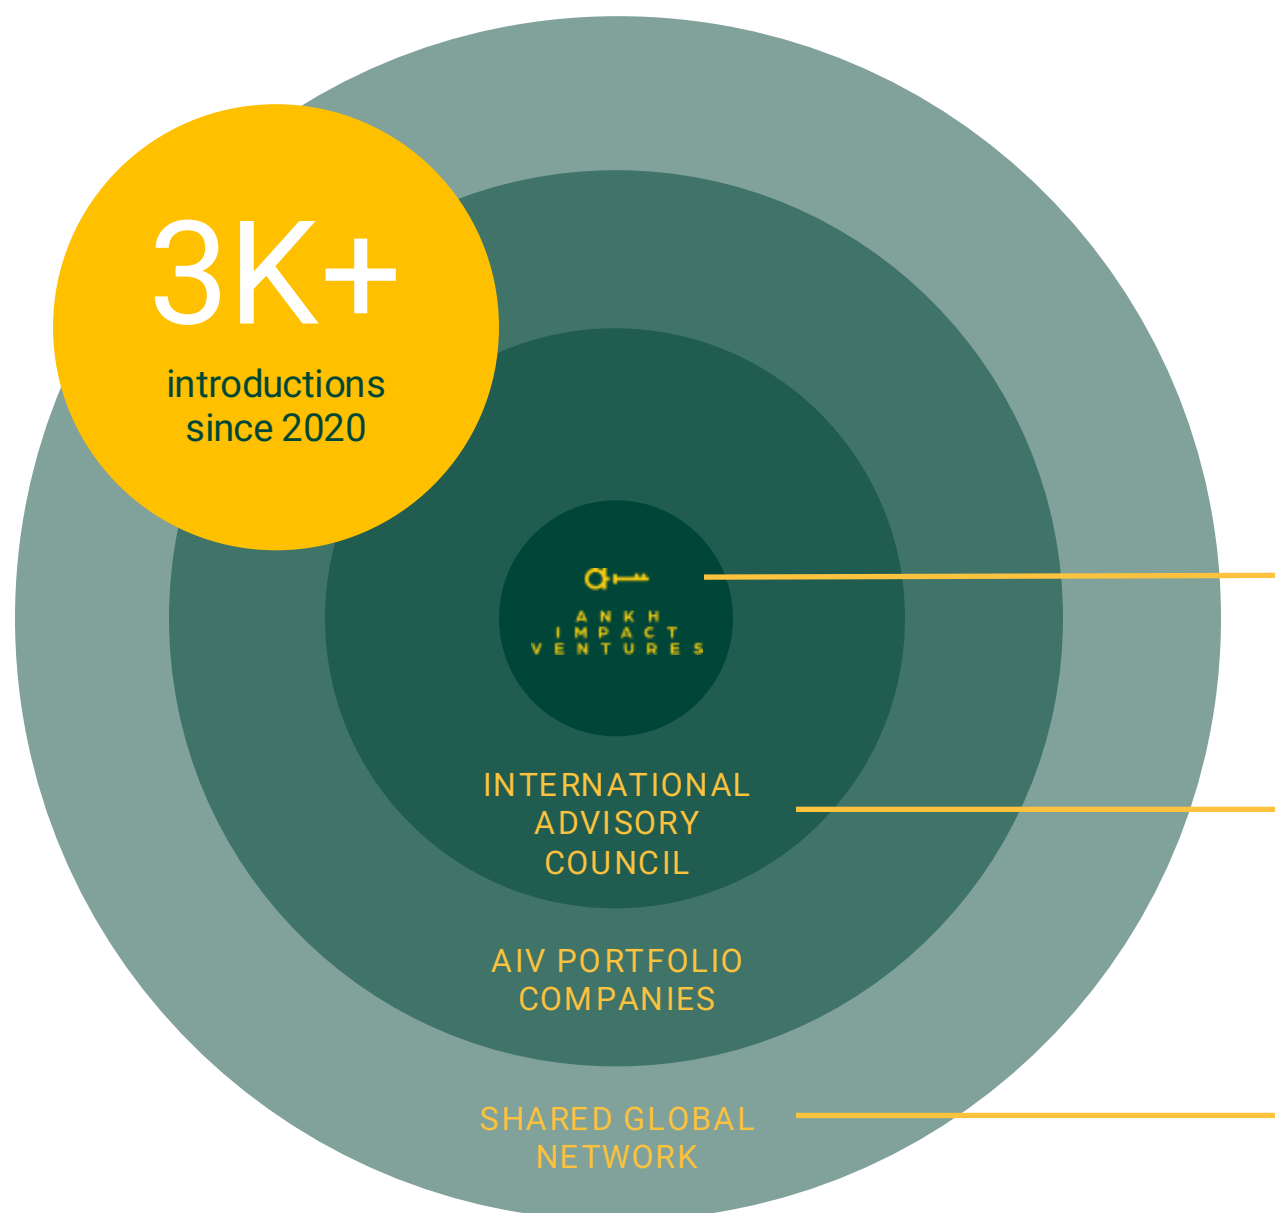 3K+
introductions
since 2020
ANKH
IMPACT
VENTURES
INTERNATIONAL
ADVISORY
COUNCIL
AIV PORTFOLIO
COMPANIES
SHARED GLOBAL
NETWORK